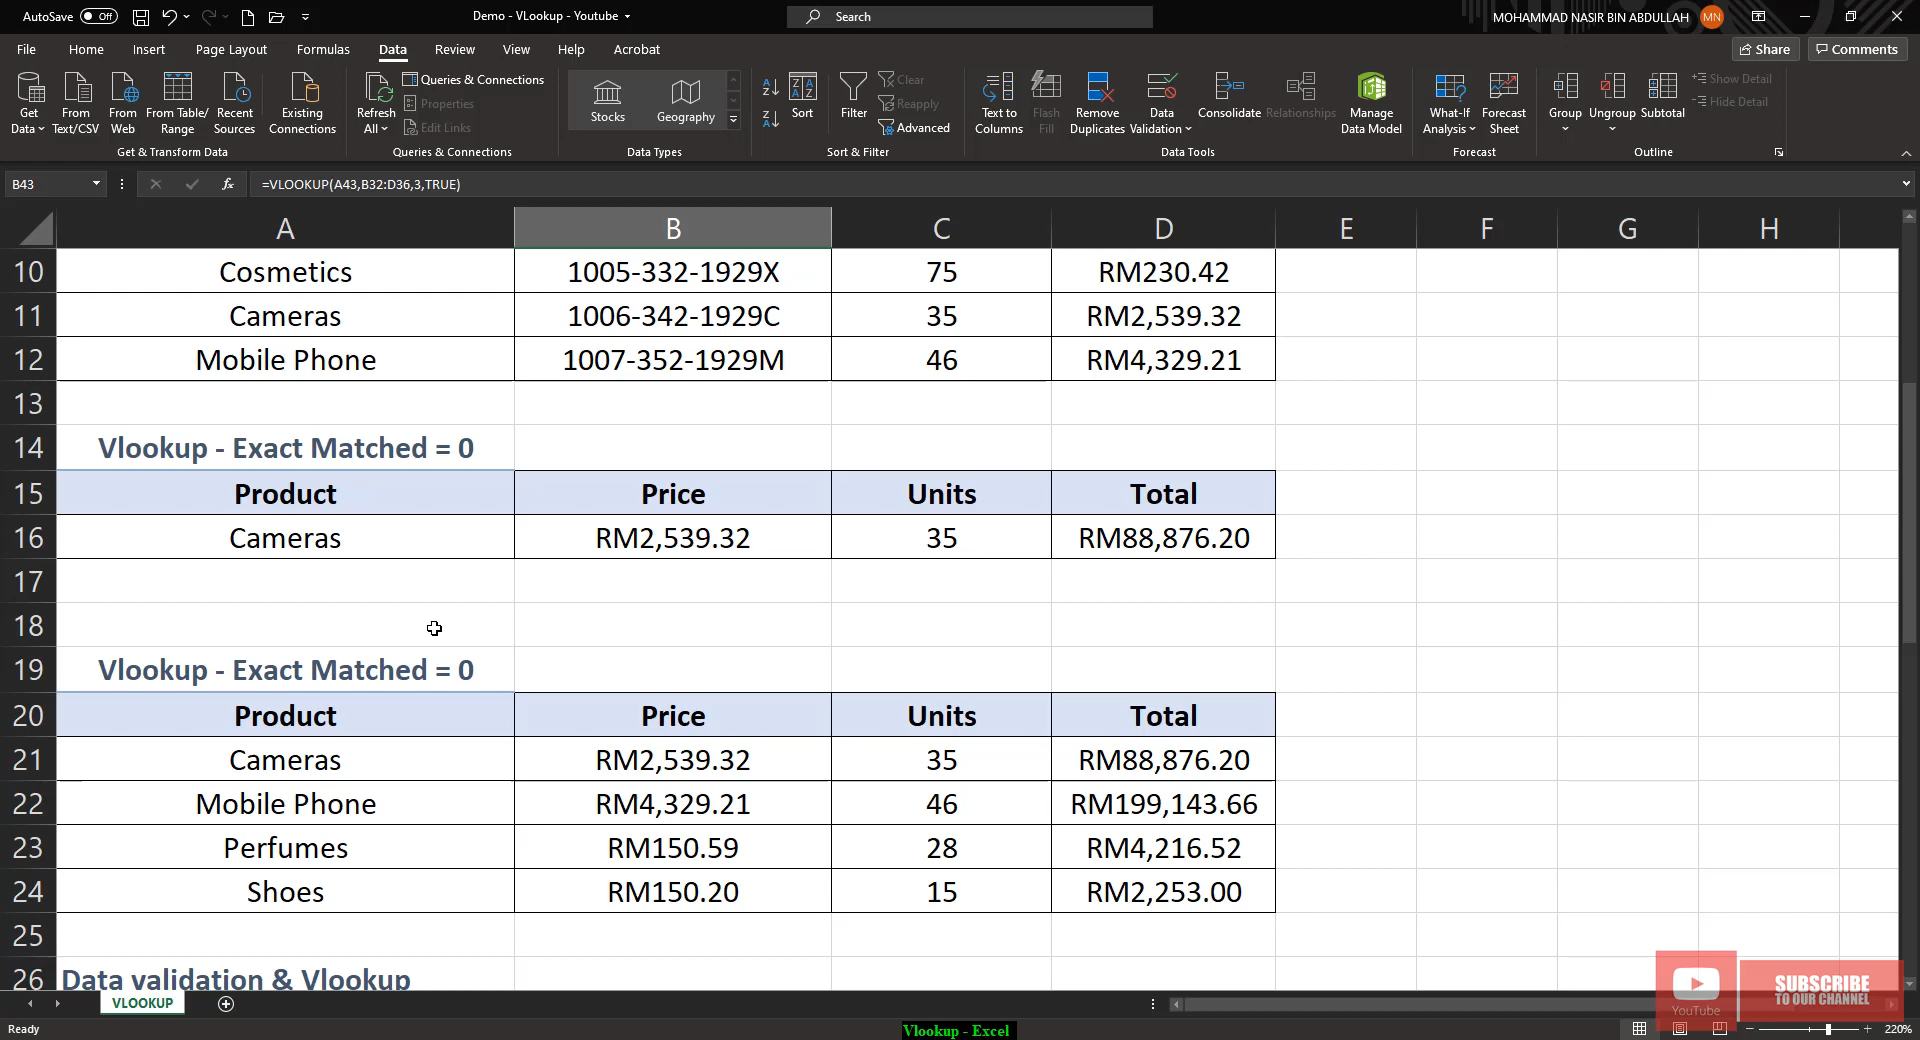 AutoSave Off
Demo - VLookup - Youtube
Search
MOHAMMAD NASIR BIN ABDULLAH MN
File Home Insert Page Layout Formulas Data Review View Help Acrobat Share Comments
Get Data
From Text/CSV
From Web
From Table/ Range
Recent Sources
Existing Connections
Get & Transform Data
Refresh All
Queries & Connections
Properties
Edit Links
Queries & Connections
Stocks
Geography
Data Types
Sort
Filter
Clear
Reapply
Advanced
Sort & Filter
Text to Columns
Flash Fill
Remove Duplicates
Data Validation
Consolidate
Relationships
Manage Data Model
Data Tools
What-If Analysis
Forecast Sheet
Forecast
Group
Ungroup
Subtotal
Show Detail
Hide Detail
Outline
B43 fx =VLOOKUP(A43,B32:D36,3,TRUE)
A B C D E F G H
10 Cosmetics 1005-332-1929X 75 RM230.42
11 Cameras 1006-342-1929C 35 RM2,539.32
12 Mobile Phone 1007-352-1929M 46 RM4,329.21
13
14 Vlookup - Exact Matched = 0
15 Product Price Units Total
16 Cameras RM2,539.32 35 RM88,876.20
17
18
19 Vlookup - Exact Matched = 0
20 Product Price Units Total
21 Cameras RM2,539.32 35 RM88,876.20
22 Mobile Phone RM4,329.21 46 RM199,143.66
23 Perfumes RM150.59 28 RM4,216.52
24 Shoes RM150.20 15 RM2,253.00
25
26 Data validation & Vlookup
VLOOKUP
YouTube
SUBSCRIBE
TO OUR CHANNEL
Ready
Vlookup - Excel
220%